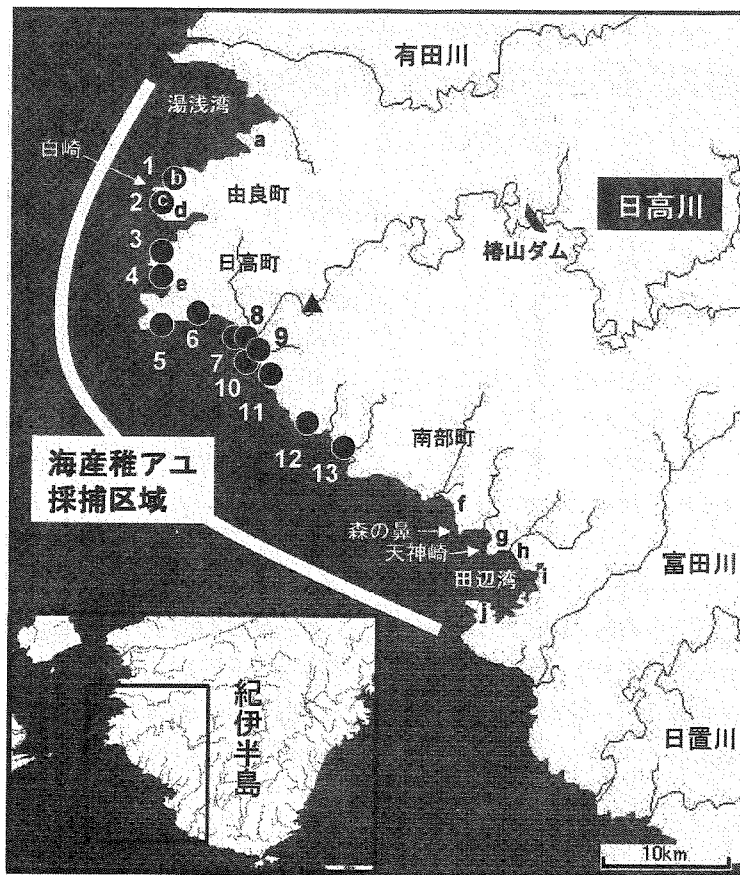 有田川
湯浅湾
a
白崎
1
b
2
c
d
由良町
日高川
3
日高町
椿山ダム
4
e
5
6
8
7
9
10
11
12
13
南部町
海産稚アユ
採捕区域
f
森の鼻
g
天神崎
h
田辺湾
i
j
富田川
紀伊半島
日置川
10km